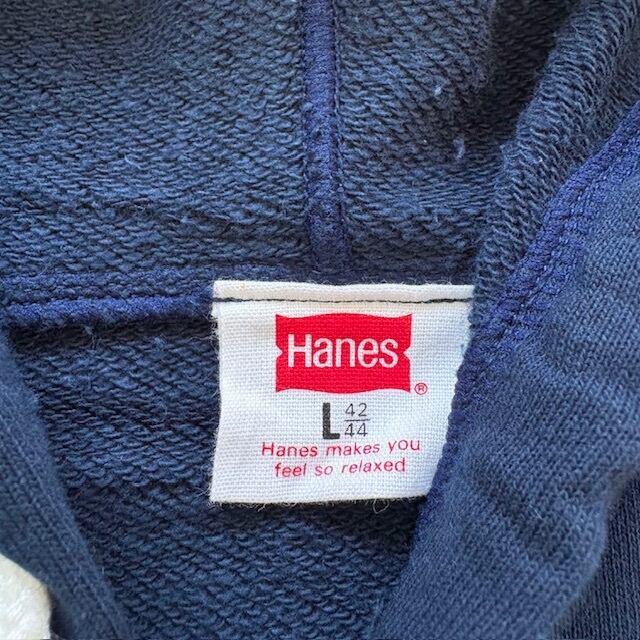 Hanes
®
L 42/44
Hanes makes you
feel so relaxed